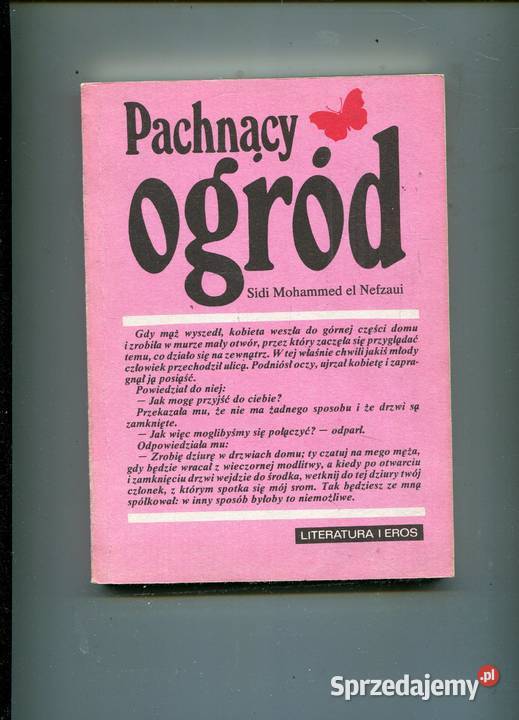 Pachnący
ogród
Sidi Mohammed el Nefzaui
Gdy mąż wyszedł, kobieta weszła do górnej części domu
i zrobiła w murze mały otwór, przez który zaczęła się przyglądać
temu, co działo się na zewnątrz. W tej właśnie chwili jakiś młody
człowiek przechodził ulicą. Podniósł oczy, ujrzał kobietę i zapra-
gnął ją posiąść.
Powiedział do niej:
— Jak mogę przyjść do ciebie?
Przekazała mu, że nie ma żadnego sposobu i że drzwi są
zamknięte.
— Jak więc moglibyśmy się połączyć? — odparł.
Odpowiedziała mu:
— Zrobię dziurę w drzwiach domu; ty czatuj na mego męża,
gdy będzie wracał z wieczornej modlitwy, a kiedy po otwarciu
i zamknięciu drzwi wejdzie do środka, wetknij do tej dziury twój
członek, z którym spotka się mój srom. Tak będziesz ze mną
spółkował: w inny sposób byłoby to niemożliwe.
LITERATURA I EROS
Sprzedajemy.pl